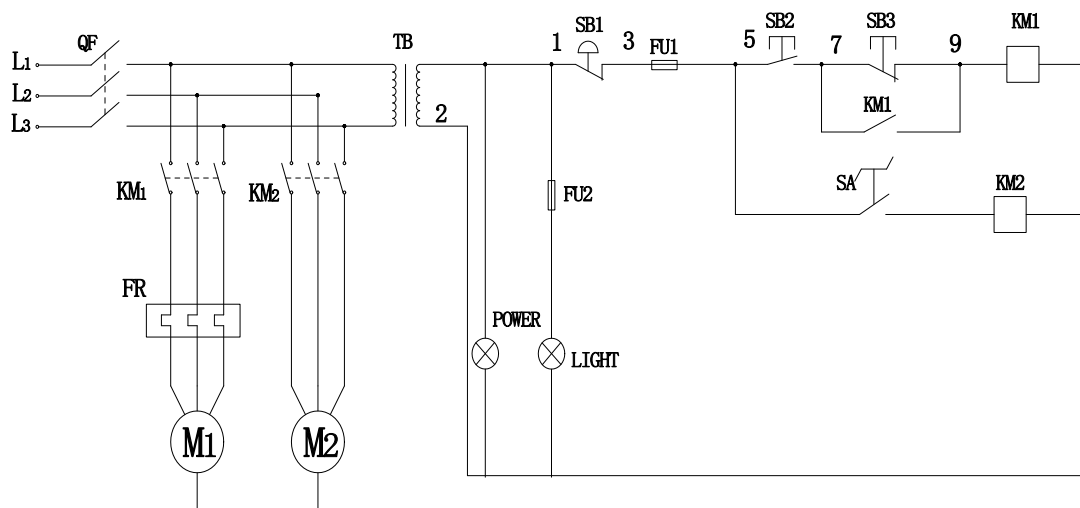 SB1
SB2
SB3
KM1
QF
TB
1
3
FU1
5
7
9
L1
L2
L3
2
KM1
KM1
KM2
FU2
SA
KM2
FR
POWER
LIGHT
M1
M2